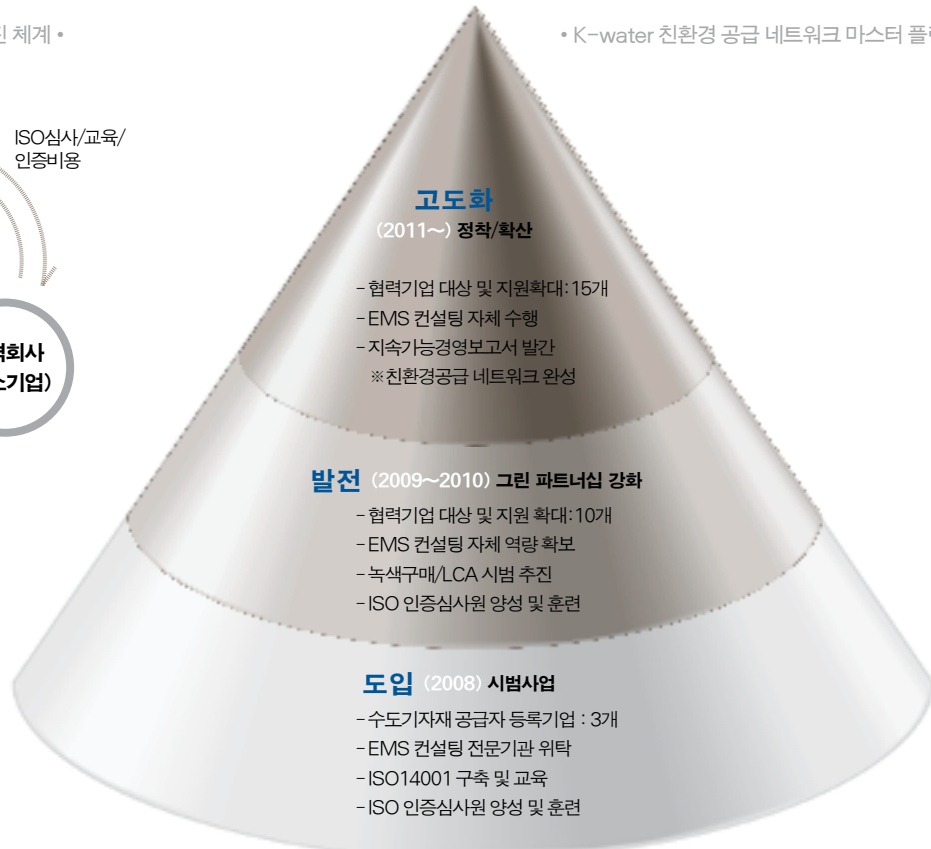 체계 •
• K-water 친환경 공급 네트워크 마스터
ISO심사/교육/
인증비용
고도화
(2011~) 정착/확산
- 협력기업 대상 및 지원확대:15개
- EMS 컨설팅 자체 수행
- 지속가능경영보고서 발간
※친환경공급 네트워크 완성
회사
기업)
발전 (2009~2010) 그린 파트너십 강화
- 협력기업 대상 및 지원 확대:10개
- EMS 컨설팅 자체 역량 확보
- 녹색구매/LCA 시범 추진
- ISO 인증심사원 양성 및 훈련
도입 (2008) 시범사업
- 수도기자재 공급자 등록기업 : 3개
- EMS 컨설팅 전문기관 위탁
- ISO14001 구축 및 교육
- ISO 인증심사원 양성 및 훈련